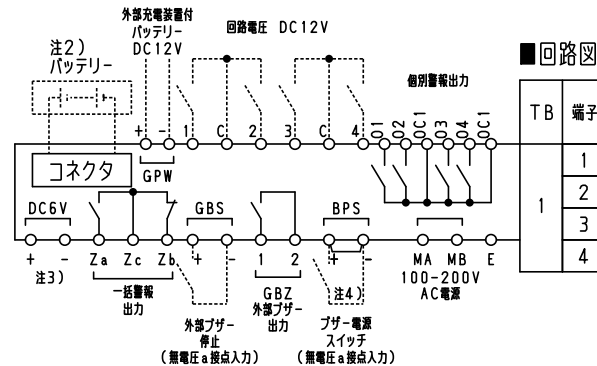 外部充電装置付
バッテリー
DC12V
回路電圧 DC12V
注2)
バッテリー
■回路図
個別警報出力
TB 端子
+ - 1 C 2 3 C 4 O1 O2 OC1 O3 O4 OC1
GPW
コネクタ
1
1
2
3
4
DC6V
GBS
BPS
+ - Za Zc Zb + - 1 2 + - MA MB E
注3)
一括警報
出力
GBZ
外部ブザー
出力
注4)
100-200V
AC電源
外部ブザー
停止
(無電圧a接点入力)
ブザー電源
スイッチ
(無電圧a接点入力)